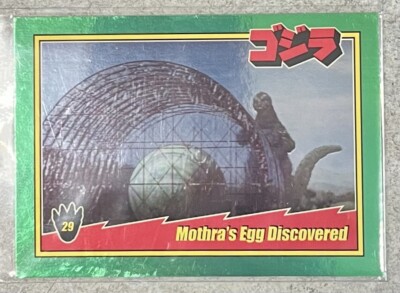 ゴジラ
29
Mothra's Egg Discovered